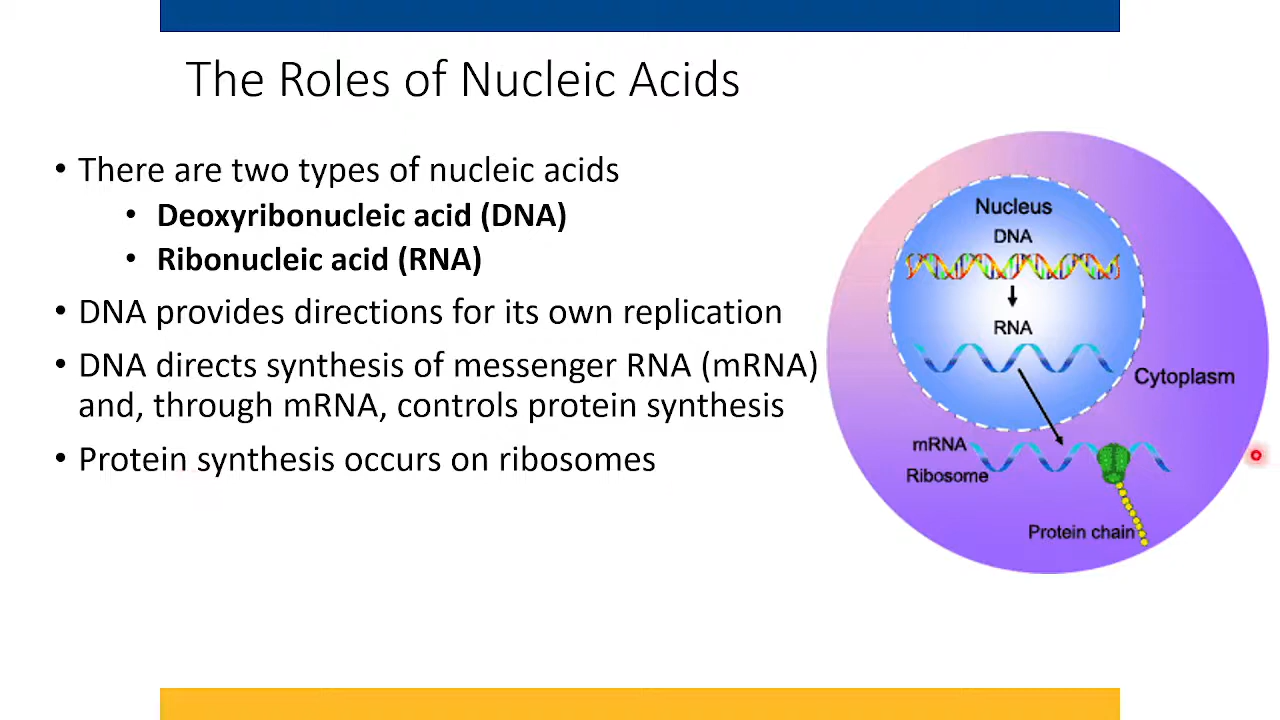 The Roles of Nucleic Acids
• There are two types of nucleic acids
• Deoxyribonucleic acid (DNA)
• Ribonucleic acid (RNA)
• DNA provides directions for its own replication
• DNA directs synthesis of messenger RNA (mRNA)
and, through mRNA, controls protein synthesis
• Protein synthesis occurs on ribosomes
Nucleus
DNA
RNA
Cytoplasm
mRNA
Ribosome
Protein chain